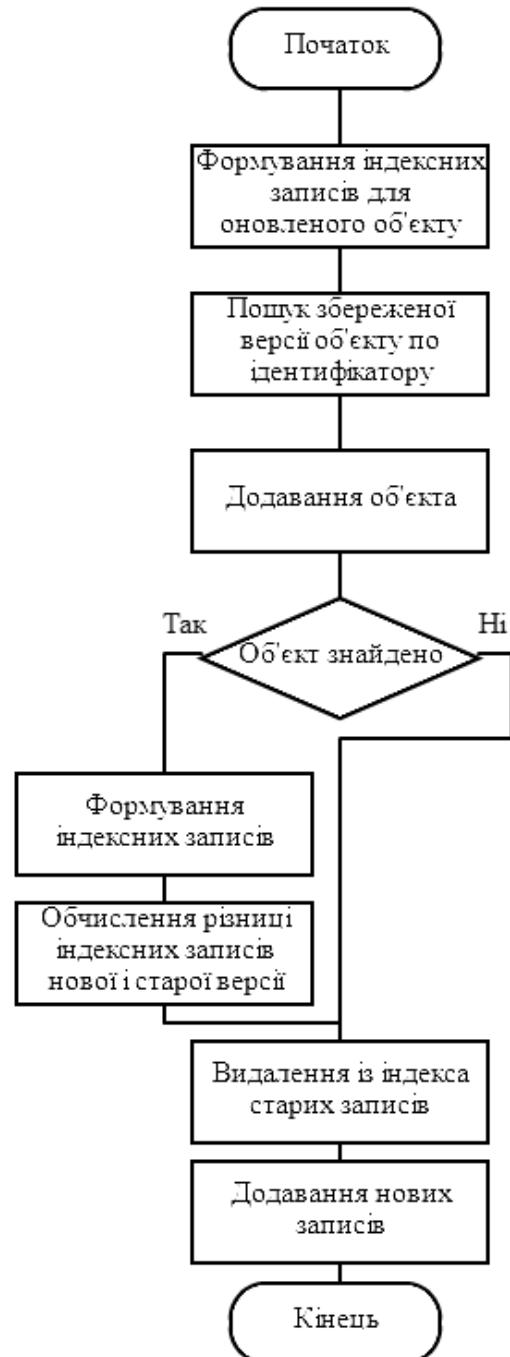 Початок
Формування індексних
записів для
оновленого об'єкту
Пошук збереженої
версії об'єкту по
ідентифікатору
Додавання об'єкта
Так
Ні
Об'єкт знайдено
Формування
індексних записів
Обчислення різниці
індексних записів
нової і старої версії
Видалення із індекса
старих записів
Додавання нових
записів
Кінець